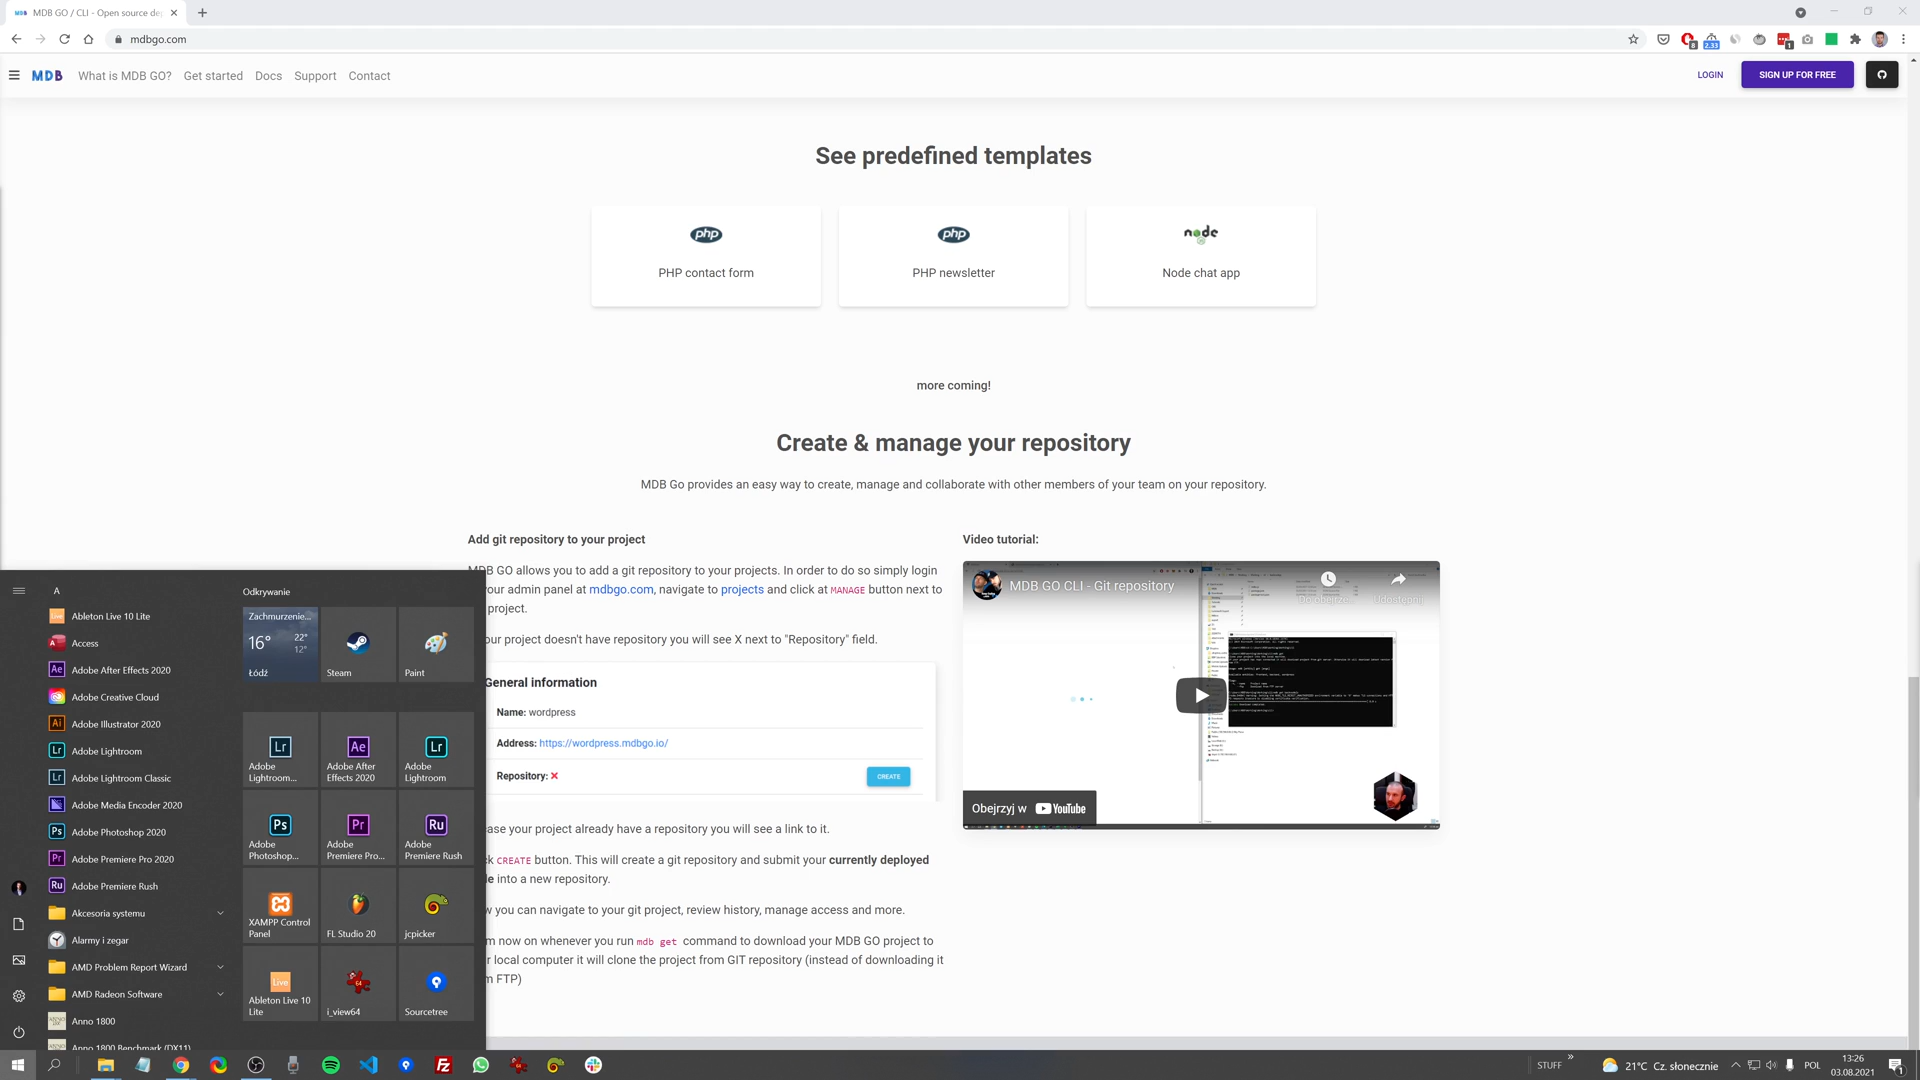 MDB GO / CLI - Open source de
mdbgo.com
MDB
What is MDB GO?
Get started
Docs
Support
Contact
LOGIN
SIGN UP FOR FREE
See predefined templates
php
php
node
PHP contact form
PHP newsletter
Node chat app
more coming!
Create & manage your repository
MDB Go provides an easy way to create, manage and collaborate with other members of your team on your repository.
Add git repository to your project
MDB GO allows you to add a git repository to your projects. In order to do so simply login
your admin panel at mdbgo.com, navigate to projects and click at MANAGE button next to
project.
our project doesn't have repository you will see X next to "Repository" field.
General information
Name: wordpress
Address: https://wordpress.mdbgo.io/
Repository:
CREATE
ase your project already have a repository you will see a link to it.
k CREATE button. This will create a git repository and submit your currently deployed
e into a new repository.
w you can navigate to your git project, review history, manage access and more.
m now on whenever you run mdb get command to download your MDB GO project to
r local computer it will clone the project from GIT repository (instead of downloading it
m FTP)
Video tutorial:
MDB GO CLI - Git repository
Do obejrze...
Udostępnij
Obejrzyj w YouTube
A
Ableton Live 10 Lite
Access
Adobe After Effects 2020
Adobe Creative Cloud
Adobe Illustrator 2020
Adobe Lightroom
Adobe Lightroom Classic
Adobe Media Encoder 2020
Adobe Photoshop 2020
Adobe Premiere Pro 2020
Adobe Premiere Rush
Akcesoria systemu
Alarmy i zegar
AMD Problem Report Wizard
AMD Radeon Software
Anno 1800
Anno 1800 Benchmark (DX11)
Odkrywanie
Zachmurzenie...
16°
22°
12°
Łódź
Steam
Paint
Adobe Lightroom...
Adobe After Effects 2020
Adobe Lightroom
Adobe Photoshop...
Adobe Premiere Pro...
Adobe Premiere Rush
XAMPP Control Panel
FL Studio 20
jcpicker
Ableton Live 10 Lite
i_view64
Sourcetree
STUFF
21°C Cz. słonecznie
POL
13:26
03.08.2021